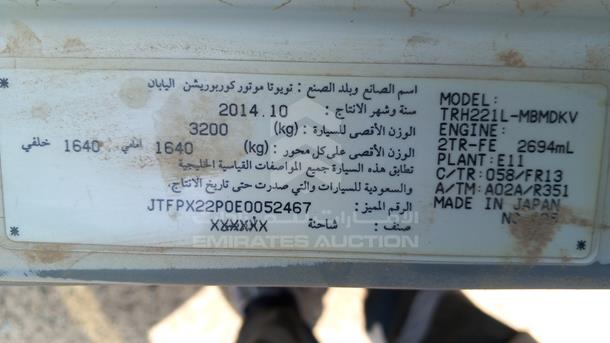 اسم الصانع وبلد الصنع : تويوتا موتور كوربوريشن اليابان
سنة وشهر الانتاج : 2014.10
الوزن الأقصى للسيارة : (kg) 3200
الوزن الأقصى على كل محور : (kg) 1640 أمامي 1640 خلفي
تطابق هذه السيارة جميع المواصفات القياسية الخليجية
والسعودية للسيارات والتي صدرت حتى تاريخ الانتاج.
الرقم المميز: JTFPX22P0E0052467
صنف : شاحنة XXXXXX
MODEL:
TRH221L-MBMDKV
ENGINE:
2TR-FE 2694mL
PLANT: E11
C/TR: 058/FR13
A/TM: A02A/R351
MADE IN JAPAN
الإمارات للمزادات
EMIRATES AUCTION